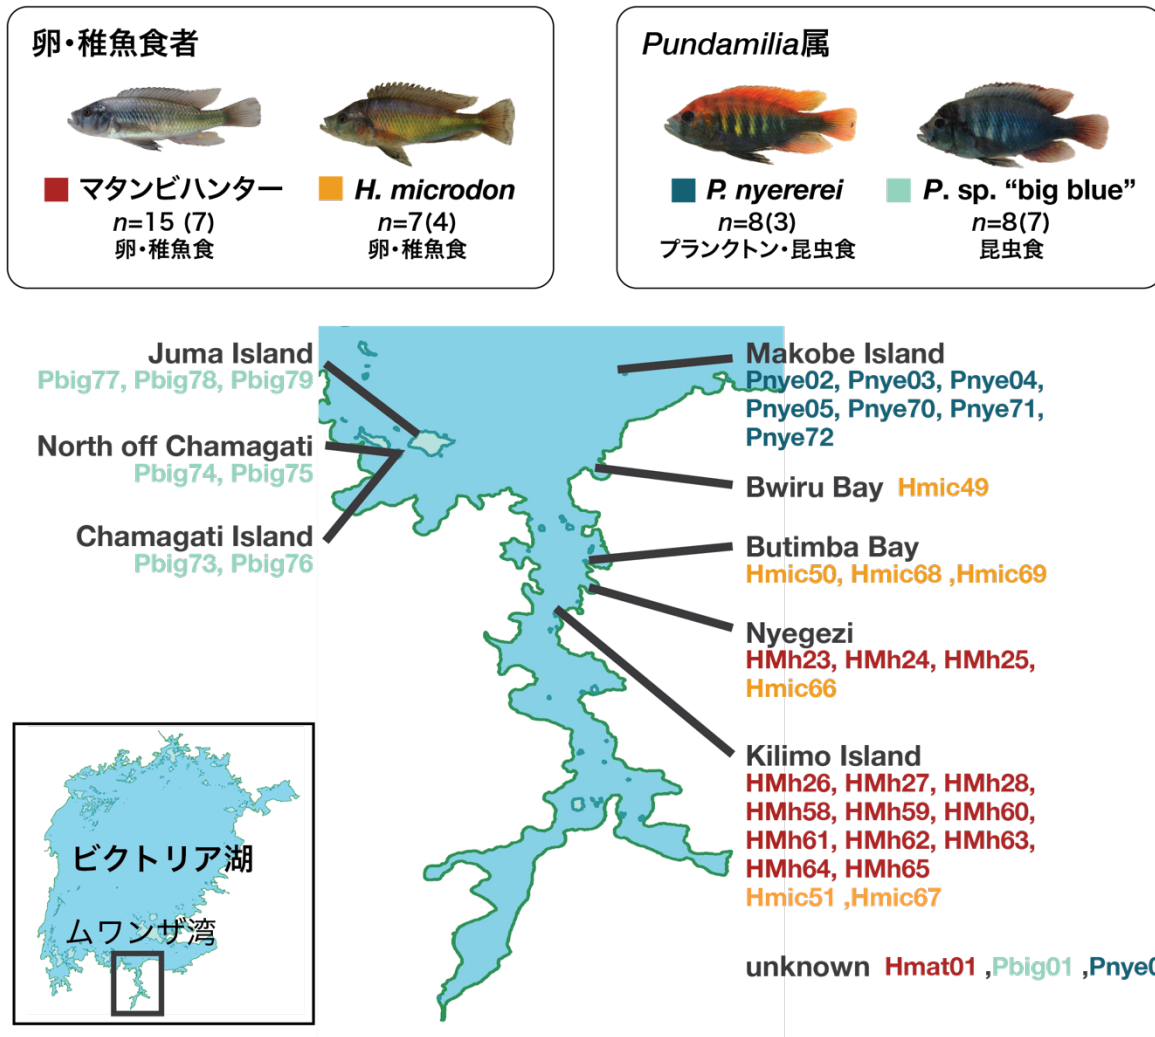 卵・稚魚食者
マタンビハンター
n=15 (7)
卵・稚魚食
H. microdon
n=7(4)
卵・稚魚食
Pundamilia属
P. nyererei
n=8(3)
プランクトン・昆虫食
P. sp. “big blue”
n=8(7)
昆虫食
Juma Island
Pbig77, Pbig78, Pbig79
North off Chamagati
Pbig74, Pbig75
Chamagati Island
Pbig73, Pbig76
Makobe Island
Pnye02, Pnye03, Pnye04,
Pnye05, Pnye70, Pnye71,
Pnye72
Bwiru Bay Hmic49
Butimba Bay
Hmic50, Hmic68 ,Hmic69
Nyegezi
HMh23, HMh24, HMh25,
Hmic66
Kilimo Island
HMh26, HMh27, HMh28,
HMh58, HMh59, HMh60,
HMh61, HMh62, HMh63,
HMh64, HMh65
Hmic51 ,Hmic67
unknown Hmat01 ,Pbig01 ,
ビクトリア湖
ムワンザ湾